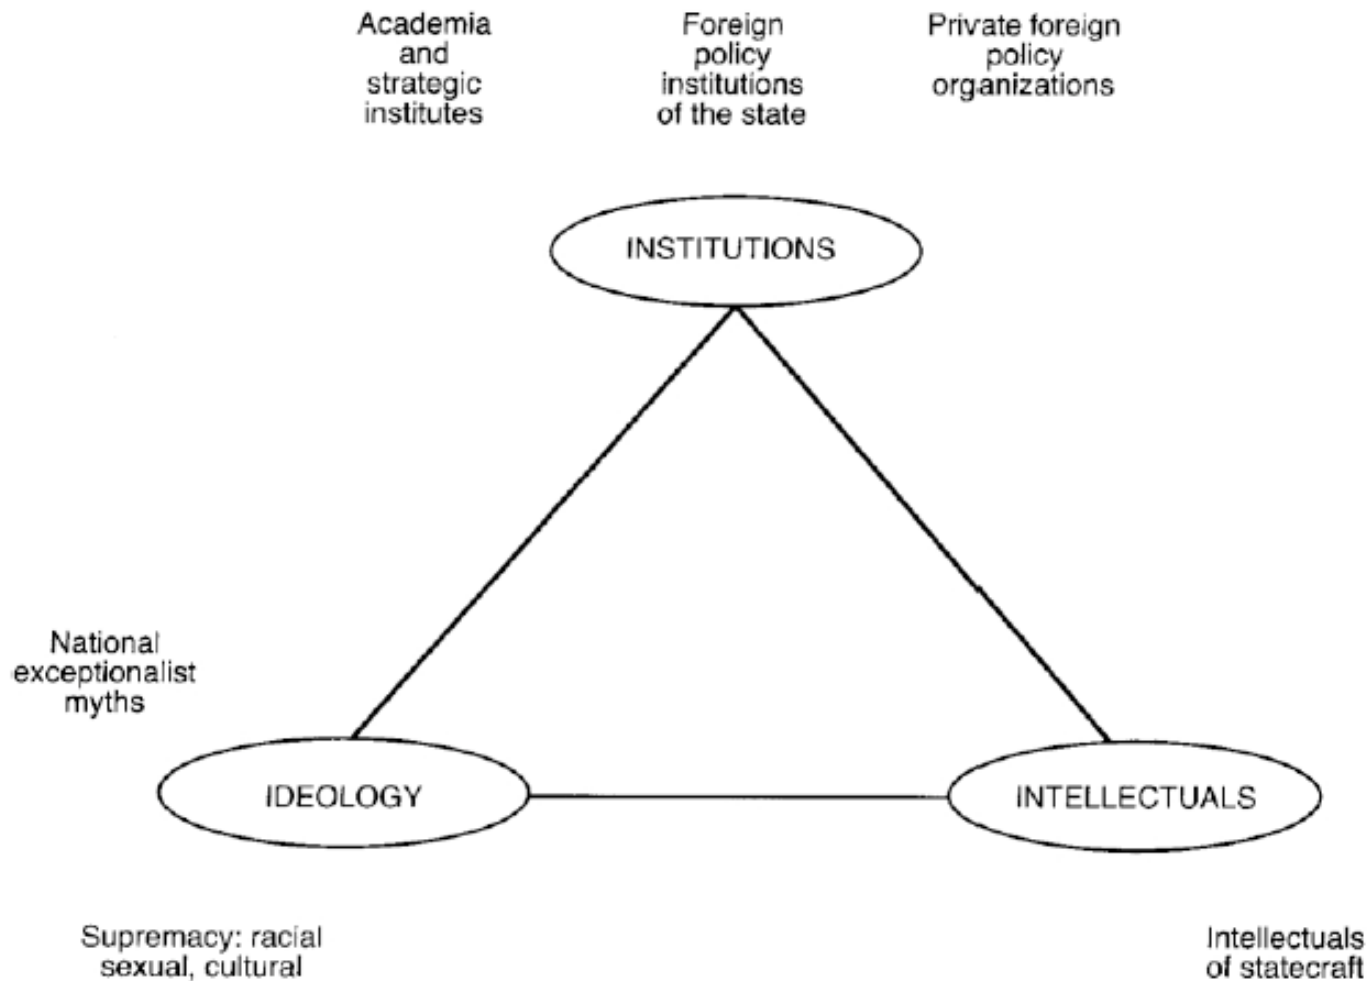 Academia
and
strategic
institutes
Foreign
policy
institutions
of the state
Private foreign
policy
organizations
INSTITUTIONS
National
exceptionalist
myths
IDEOLOGY
INTELLECTUALS
Supremacy: racial
sexual, cultural
Intellectuals
of statecraft